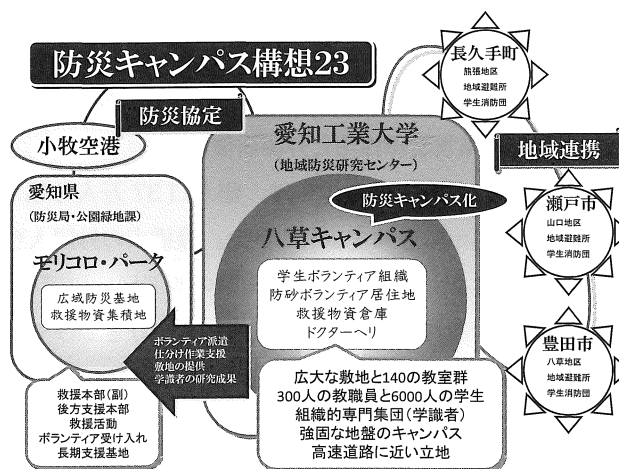 防災キャンパス構想23
防災協定
小牧空港
愛知県
(防災局・公園緑地課)
モリコロ・パータ
広域防災基地
救援物資集積地
救援本部(副)
後方支援本部
救援活動
ボランティア受け入れ
長期支援基地
ボランティア派遣
仕分け作業支援
敷地の提供
学識者の研究成果
愛知工業大学
(地域防災研究センター)
防災キャンパス化
八草キャンパス
学生ボランティア組織
防砂ボランティア居住地
救援物資倉庫
ドクターヘリ
広大な敷地と140の教室群
300人の教職員と6000人の学生
組織的専門集団(学識者)
強固な地盤のキャンパス
高速道路に近い立地
長久手町
熊張地区
地域避難所
学生消防団
地域連携
瀬戸市
山口地区
地域避難所
学生消防団
豊田市
八草地区
地域避難所
学生消防団